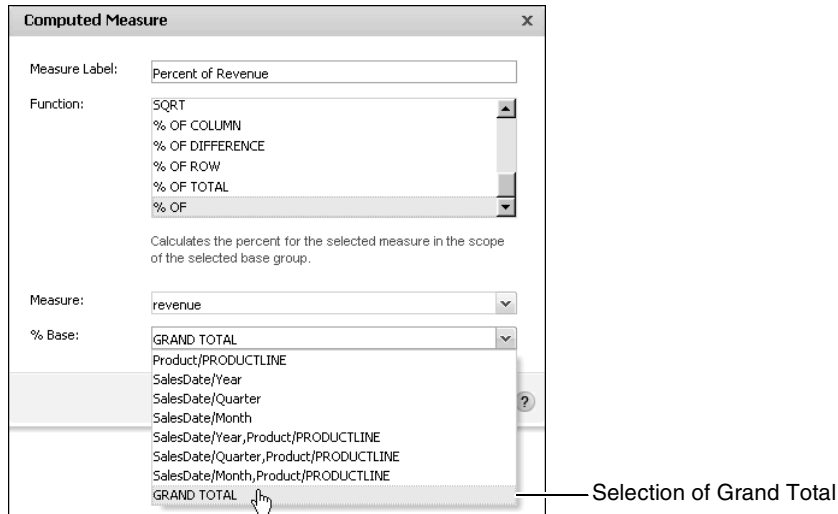 Computed Measure x
Measure Label: Percent of Revenue
Function: SQRT
% OF COLUMN
% OF DIFFERENCE
% OF ROW
% OF TOTAL
% OF
Calculates the percent for the selected measure in the scope
of the selected base group.
Measure: revenue
% Base: GRAND TOTAL
Product/PRODUCTLINE
SalesDate/Year
SalesDate/Quarter
?
SalesDate/Month
SalesDate/Year,Product/PRODUCTLINE
SalesDate/Quarter,Product/PRODUCTLINE
SalesDate/Month,Product/PRODUCTLINE
GRAND TOTAL
Selection of Grand Total